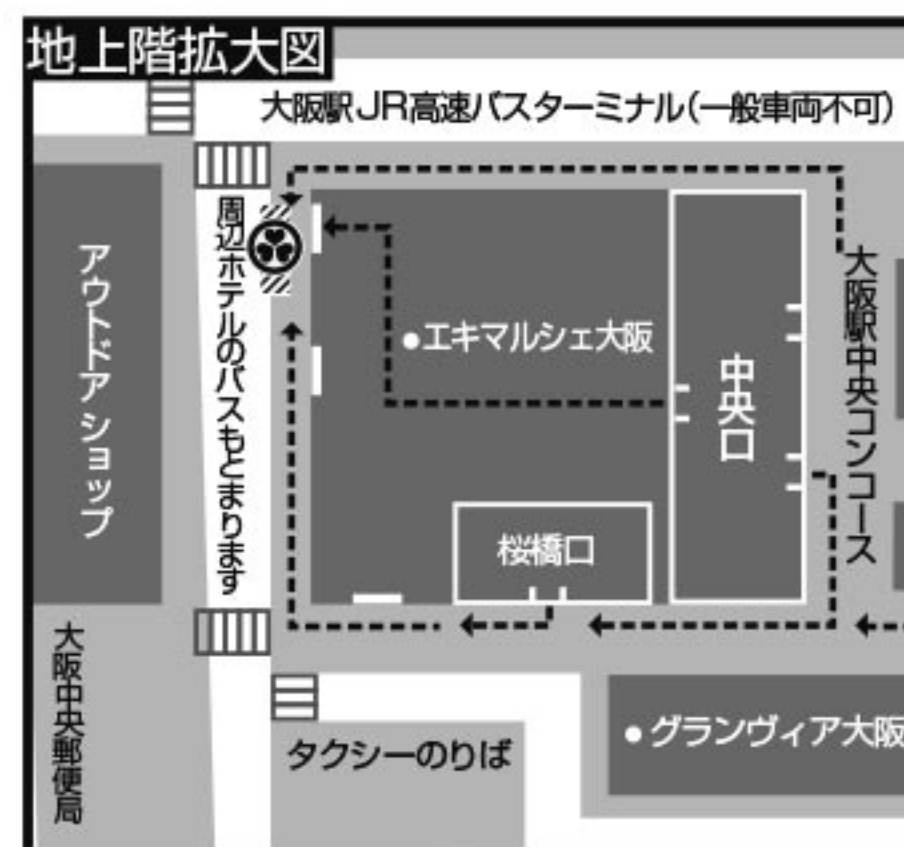 地上階拡大図
大阪駅JR高速バスターミナル(一般車両不可)
アウトドアショップ
周辺ホテルのバスもとまります
エキマルシェ大阪
中央口
大阪駅中央コンコース
桜橋口
大阪中央郵便局
タクシーのりば
グランヴィア大阪